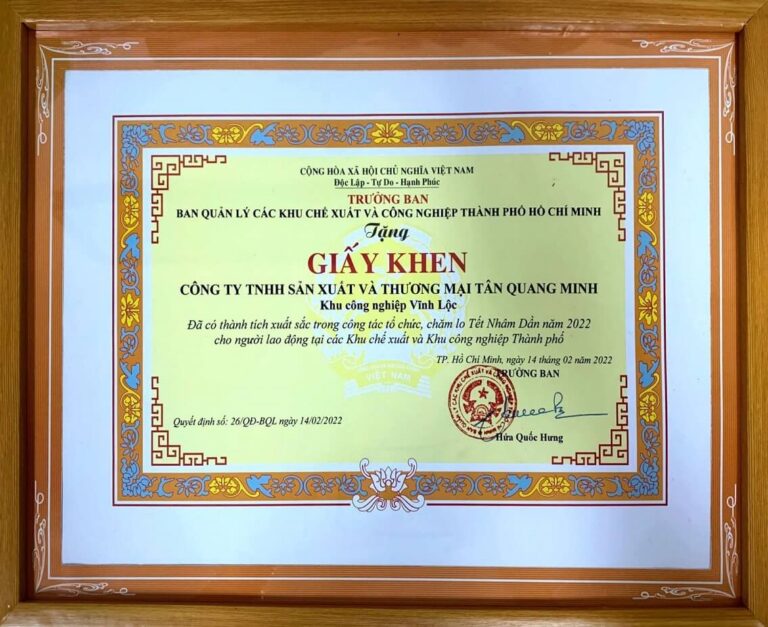 CỘNG HÒA XÃ HỘI CHỦ NGHĨA VIỆT NAM
Độc Lập - Tự Do - Hạnh Phúc
TRƯỞNG BAN
BAN QUẢN LÝ CÁC KHU CHẾ XUẤT VÀ CÔNG NGHIỆP THÀNH PHỐ HỒ CHÍ MINH
Tặng
GIẤY KHEN
CÔNG TY TNHH SẢN XUẤT VÀ THƯƠNG MẠI TÂN QUANG MINH
Khu công nghiệp Vĩnh Lộc
Đã có thành tích xuất sắc trong công tác tổ chức, chăm lo Tết Nhâm Dần năm 2022
cho người lao động tại các Khu chế xuất và Khu công nghiệp Thành phố
TP. Hồ Chí Minh, ngày 14 tháng 02 năm 2022
TRƯỞNG BAN
VIỆT NAM
Quyết định số: 26/QĐ-BQL ngày 14/02/2022
Hứa Quốc Hưng